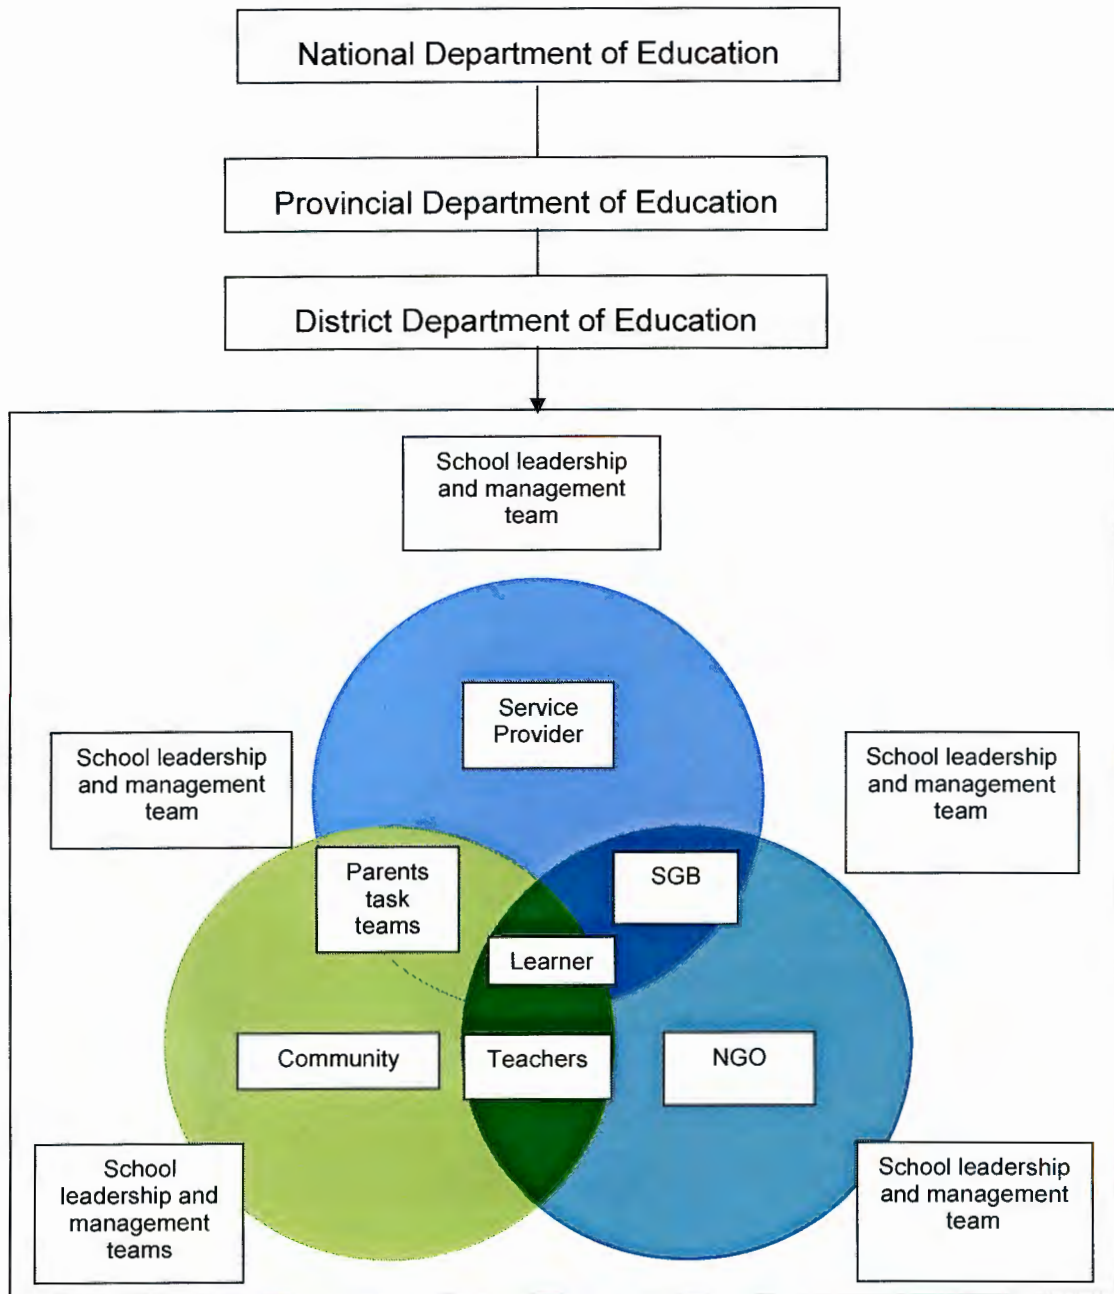 National Department of Education
Provincial Department of Education
District Department of Education
School leadership
and management
team
Service
Provider
School leadership
and management
team
School leadership
and management
team
Parents
task
teams
SGB
Learner
Community
Teachers
NGO
School
leadership and
management
teams
School leadership
and management
team